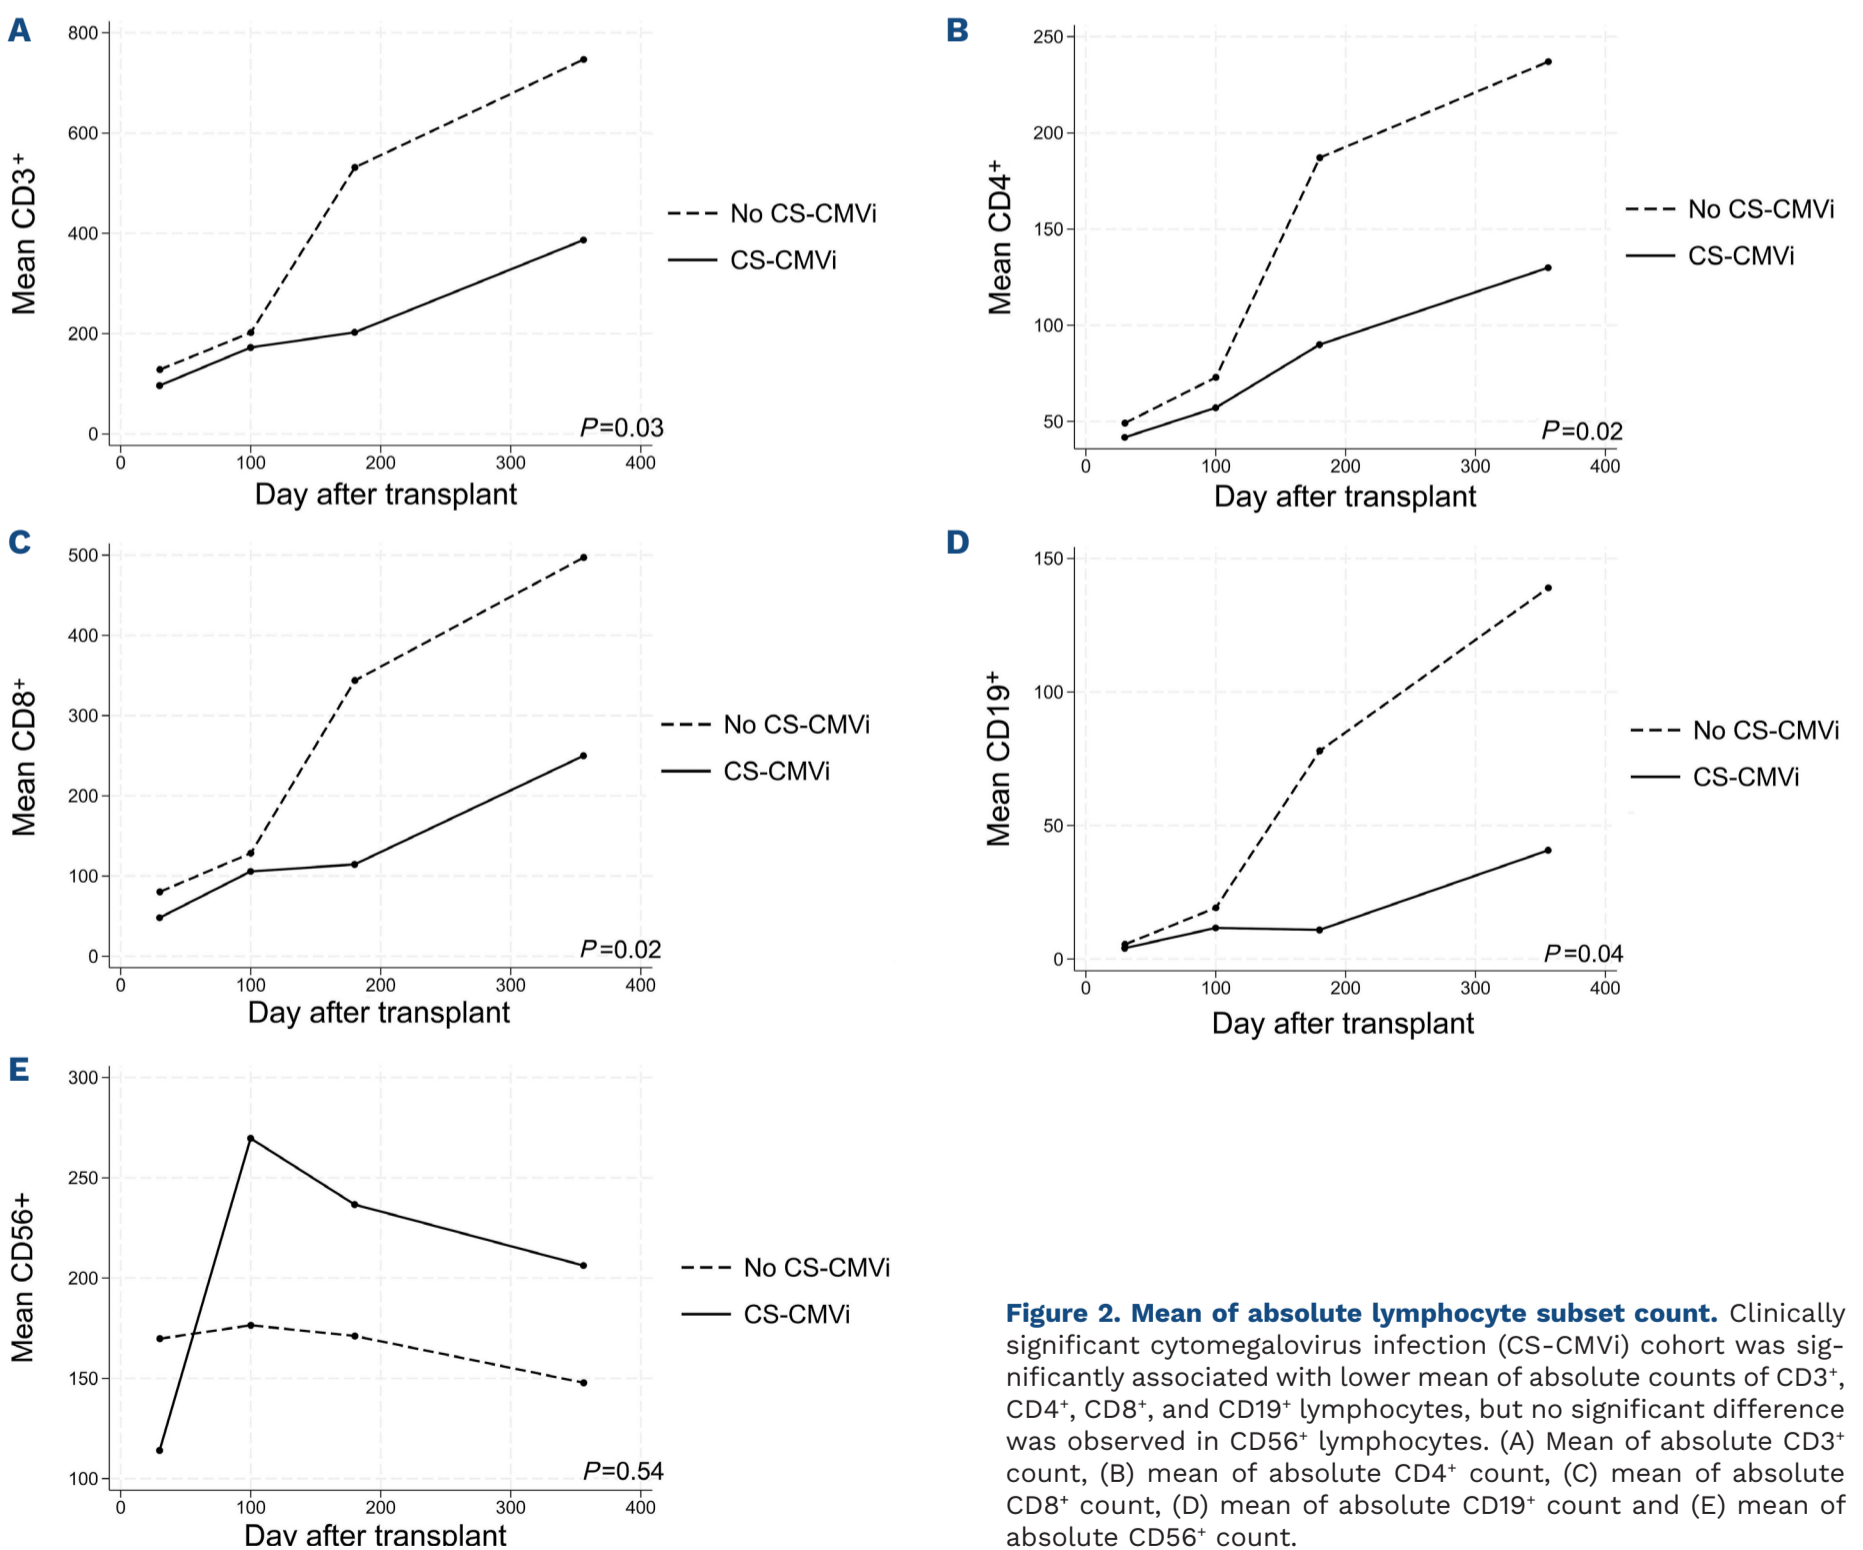 A
800
600
400
200
0
Mean CD3⁺
No CS-CMVi
CS-CMVi
P=0.03
0 100 200 300 400
Day after transplant
B
250
200
150
100
50
Mean CD4⁺
No CS-CMVi
CS-CMVi
P=0.02
0 100 200 300 400
Day after transplant
C
500
400
300
200
100
0
Mean CD8⁺
No CS-CMVi
CS-CMVi
P=0.02
0 100 200 300 400
Day after transplant
D
150
100
50
0
Mean CD19⁺
No CS-CMVi
CS-CMVi
P=0.04
0 100 200 300 400
Day after transplant
E
300
250
200
150
100
Mean CD56+
No CS-CMVi
CS-CMVi
P=0.54
0 100 200 300 400
Day after transplant
Figure 2. Mean of absolute lymphocyte subset count. Clinically
significant cytomegalovirus infection (CS-CMVi) cohort was sig-
nificantly associated with lower mean of absolute counts of CD3⁺,
CD4⁺, CD8⁺, and CD19⁺ lymphocytes, but no significant difference
was observed in CD56⁺ lymphocytes. (A) Mean of absolute CD3⁺
count, (B) mean of absolute CD4⁺ count, (C) mean of absolute
CD8⁺ count, (D) mean of absolute CD19⁺ count and (E) mean of
absolute CD56⁺ count.